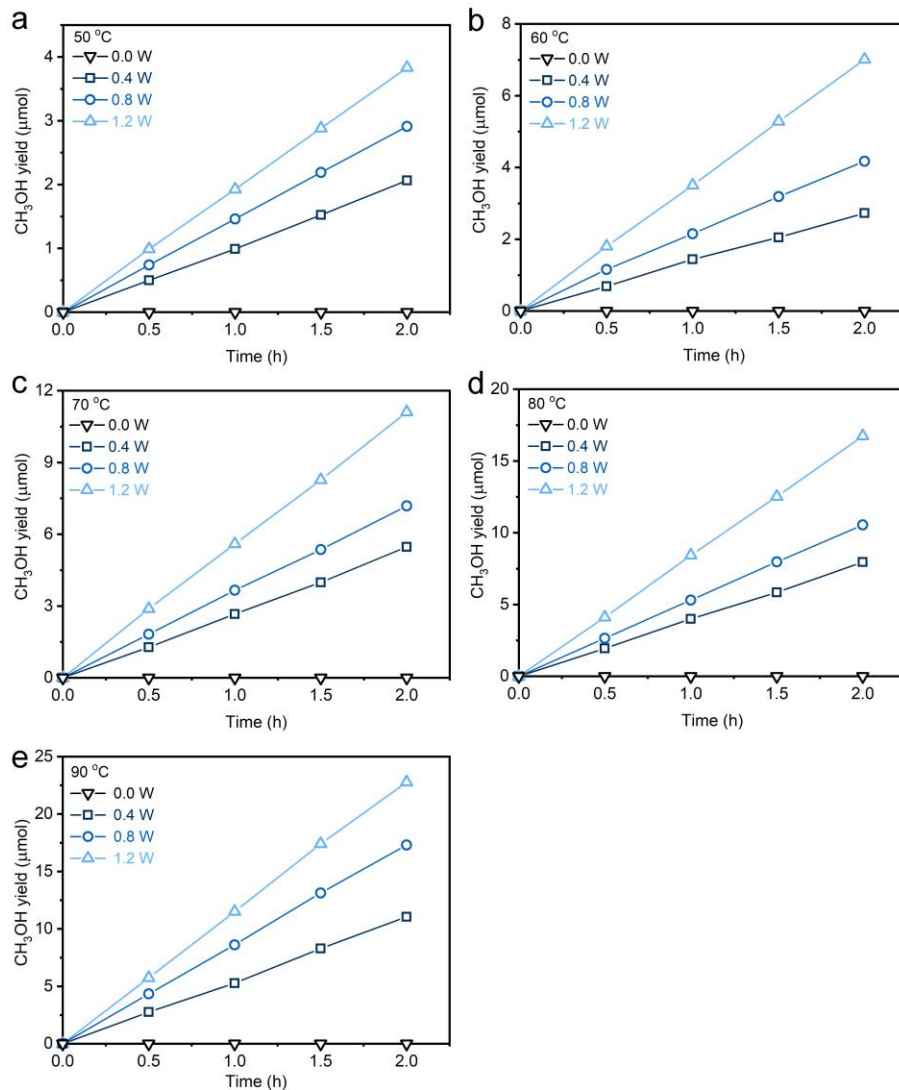 a
50 °C
0.0 W
0.4 W
0.8 W
1.2 W
4
3
2
1
0
CH₃OH yield (μmol)
0.0 0.5 1.0 1.5 2.0
Time (h)
b
60 °C
0.0 W
0.4 W
0.8 W
1.2 W
8
6
4
2
0
CH₃OH yield (μmol)
0.0 0.5 1.0 1.5 2.0
Time (h)
c
70 °C
0.0 W
0.4 W
0.8 W
1.2 W
12
9
6
3
0
CH₃OH yield (μmol)
0.0 0.5 1.0 1.5 2.0
Time (h)
d
80 °C
0.0 W
0.4 W
0.8 W
1.2 W
20
15
10
5
0
CH₃OH yield (μmol)
0.0 0.5 1.0 1.5 2.0
Time (h)
e
90 °C
0.0 W
0.4 W
0.8 W
1.2 W
25
20
15
10
5
0
CH₃OH yield (μmol)
0.0 0.5 1.0 1.5 2.0
Time (h)